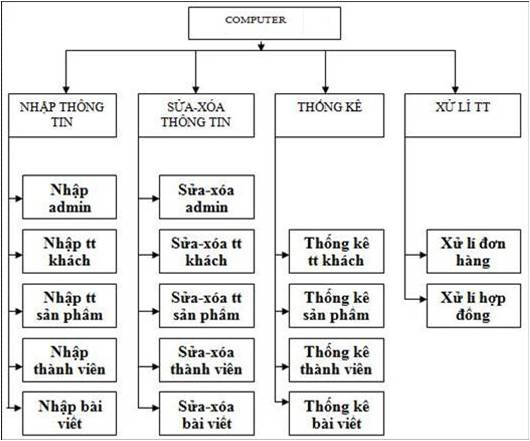 COMPUTER
NHẬP THÔNG
TIN
SỬA-XÓA
THÔNG TIN
THỐNG KÊ
XỬ LÍ TT
Nhập
admin
Sửa-xóa
admin
Nhập tt
khách
Sửa-xóa tt
khách
Thống kê
tt khách
Xử lí đơn
hàng
Nhập tt
sản phẩm
Sửa-xóa tt
sản phẩm
Thống kê
sản phẩm
Xử lí hợp
đồng
Nhập
thành viên
Sửa-xóa
thành viên
Thống kê
thành viên
Nhập bài
viết
Sửa-xóa
bài viết
Thống kê
bài viết